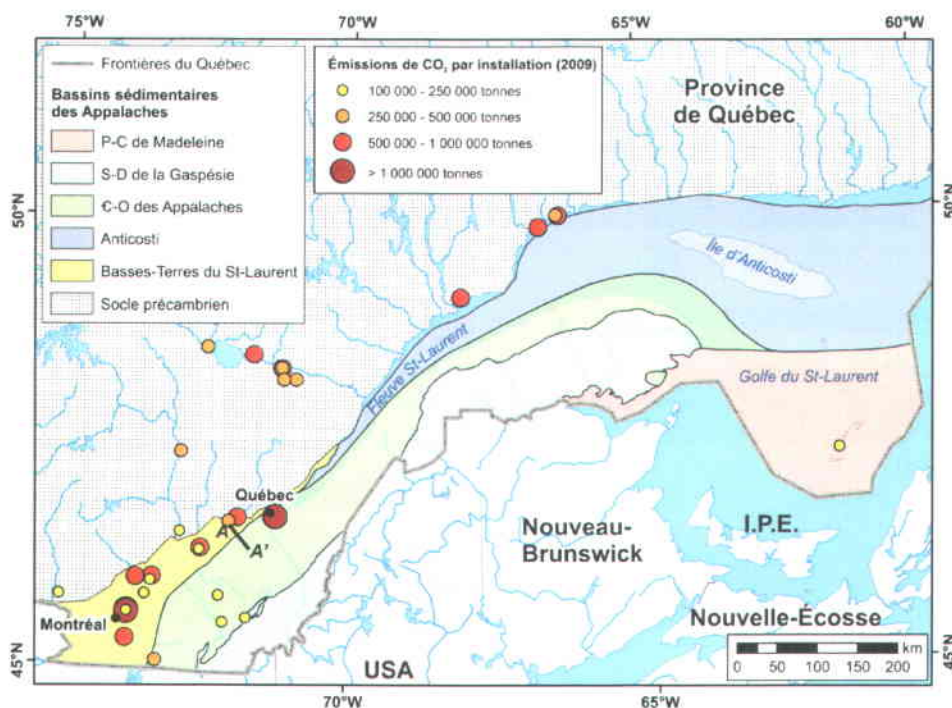 75°W
70°W
65°W
60°W
Frontières du Québec
Bassins sédimentaires
des Appalaches
P-C de Madeleine
S-D de la Gaspésie
Є-O des Appalaches
Anticosti
Basses-Terres du St-Laurent
Socle précambrien
Émissions de CO₂ par installation (2009)
100 000 - 250 000 tonnes
250 000 - 500 000 tonnes
500 000 - 1 000 000 tonnes
> 1 000 000 tonnes
Province
de Québec
50°N
50°N
Île d'Anticosti
Fleuve St-Laurent
Golfe du St-Laurent
Québec
A
A'
Nouveau-
Brunswick
I.P.E.
Montréal
Nouvelle-Écosse
USA
km
0 50 100 150 200
45°N
45°N
70°W
65°W